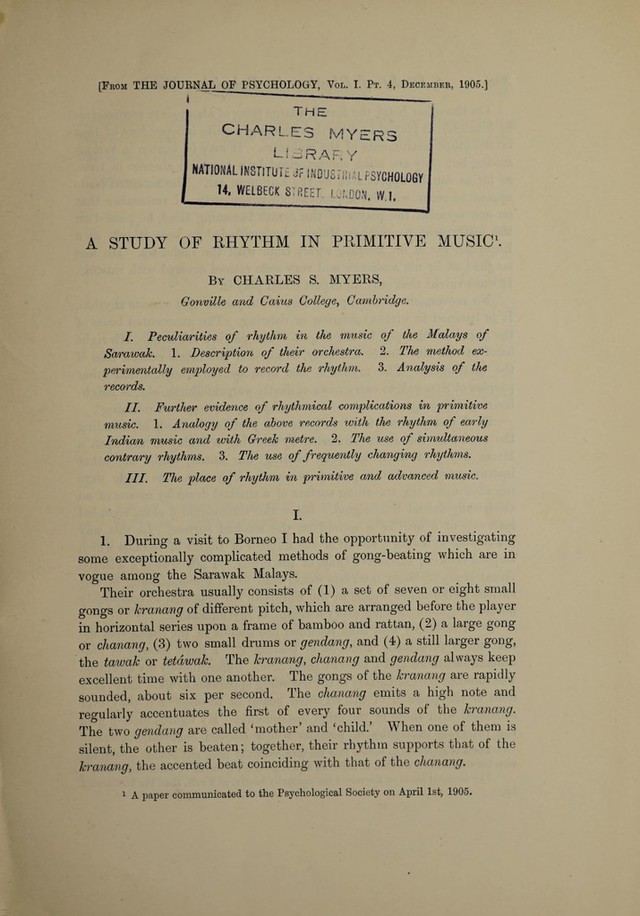 [From THE JOURNAL OF PSYCHOLOGY, Vol. I. Pt. 4, December, 1905.]
THE
CHARLES MYERS
LIBRARY
NATIONAL INSTITUTE OF INDUSTRIAL PSYCHOLOGY
14, WELBECK STREET, LONDON, W.1.
A STUDY OF RHYTHM IN PRIMITIVE MUSIC¹.
By CHARLES S. MYERS,
Gonville and Caius College, Cambridge.
I. Peculiarities of rhythm in the music of the Malays of
Sarawak. 1. Description of their orchestra. 2. The method ex-
perimentally employed to record the rhythm. 3. Analysis of the
records.
II. Further evidence of rhythmical complications in primitive
music. 1. Analogy of the above records with the rhythm of early
Indian music and with Greek metre. 2. The use of simultaneous
contrary rhythms. 3. The use of frequently changing rhythms.
III. The place of rhythm in primitive and advanced music.
I.
1. During a visit to Borneo I had the opportunity of investigating
some exceptionally complicated methods of gong-beating which are in
vogue among the Sarawak Malays.
Their orchestra usually consists of (1) a set of seven or eight small
gongs or kranang of different pitch, which are arranged before the player
in horizontal series upon a frame of bamboo and rattan, (2) a large gong
or chanang, (3) two small drums or gendang, and (4) a still larger gong,
the tawak or tetáwak. The kranang, chanang and gendang always keep
excellent time with one another. The gongs of the kranang are rapidly
sounded, about six per second. The chanang emits a high note and
regularly accentuates the first of every four sounds of the kranang.
The two gendang are called 'mother' and 'child.' When one of them is
silent, the other is beaten; together, their rhythm supports that of the
kranang, the accented beat coinciding with that of the chanang.
¹ A paper communicated to the Psychological Society on April 1st, 1905.